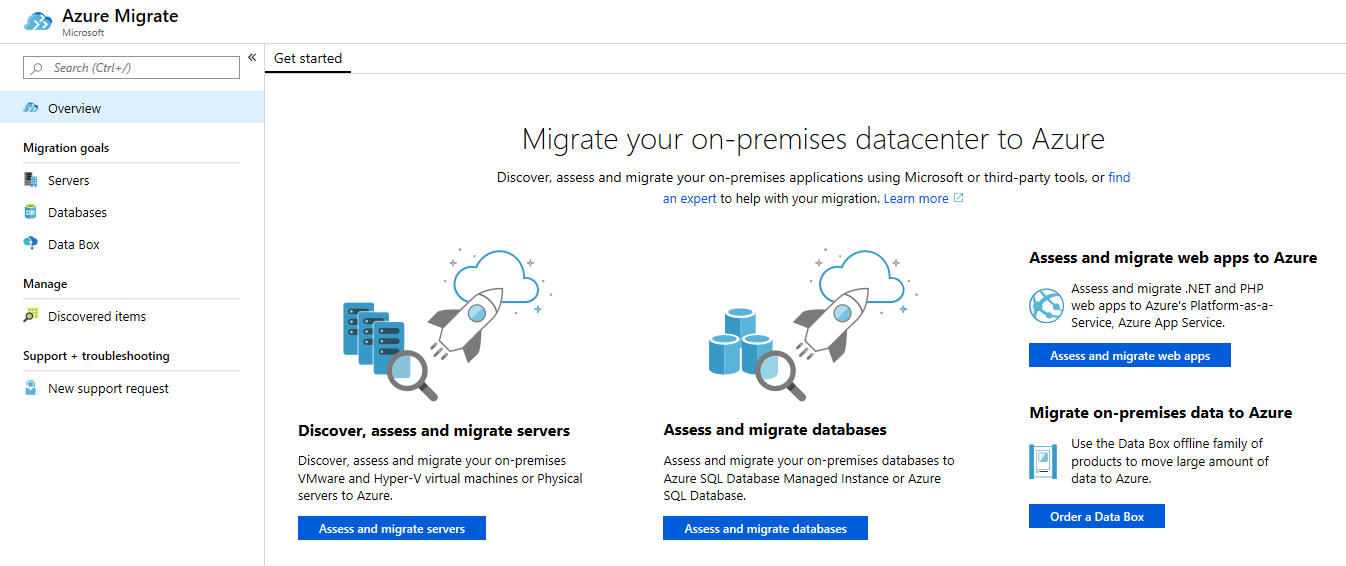 Azure Migrate
Microsoft
Search (Ctrl+/)
«
Overview
Migration goals
Servers
DB
Databases
Data Box
Manage
Discovered items
Support + troubleshooting
New support request
Get started
Migrate your on-premises datacenter to Azure
Discover, assess and migrate your on-premises applications using Microsoft or third-party tools, or find
an expert to help with your migration. Learn more
Discover, assess and migrate servers
Discover, assess and migrate your on-premises
VMware and Hyper-V virtual machines or Physical
servers to Azure.
Assess and migrate servers
Assess and migrate databases
Assess and migrate your on-premises databases to
Azure SQL Database Managed Instance or Azure
SQL Database.
Assess and migrate databases
Assess and migrate web apps to Azure
Assess and migrate .NET and PHP
web apps to Azure's Platform-as-a-
Service, Azure App Service.
Assess and migrate web apps
Migrate on-premises data to Azure
Use the Data Box offline family of
products to move large amount of
data to Azure.
Order a Data Box